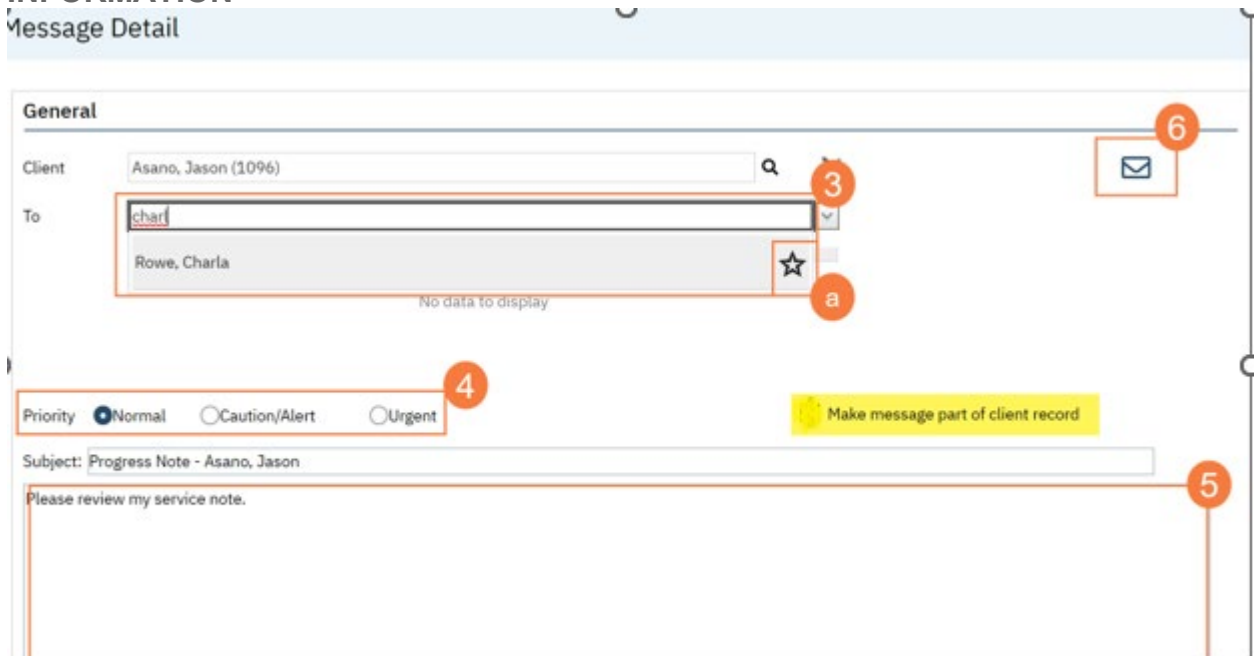 INFORMATION
Message Detail
General
6
Client Asano, Jason (1096)
3
To charl
Rowe, Charla
a
No data to display
4
Priority Normal Caution/Alert Urgent Make message part of client record
Subject: Progress Note - Asano, Jason
5
Please review my service note.